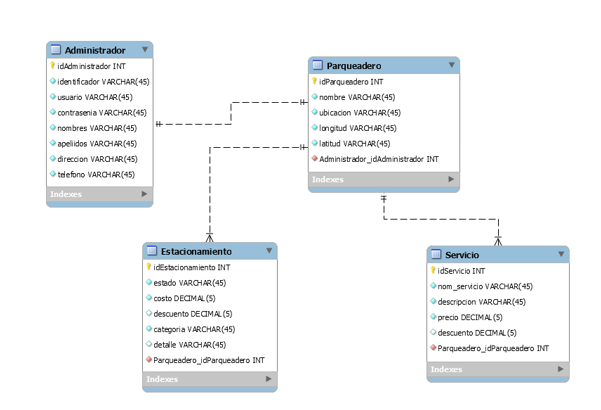 Administrador
idAdministrador INT
identificador VARCHAR(45)
usuario VARCHAR(45)
contrasenia VARCHAR(45)
nombres VARCHAR(45)
apeliidos VARCHAR(45)
direccion VARCHAR(45)
telefono VARCHAR(45)
Indexes
Parqueadero
idParqueadero INT
nombre VARCHAR(45)
ubicacion VARCHAR(45)
longitud VARCHAR(45)
latitud VARCHAR(45)
Administrador_idAdministrador INT
Indexes
Estacionamiento
idEstacionamiento INT
estado VARCHAR(45)
costo DECIMAL(5)
descuento DECIMAL(5)
categoria VARCHAR(45)
detalle VARCHAR(45)
Parqueadero_idParqueadero INT
Indexes
Servicio
idServicio INT
nom_servicio VARCHAR(45)
descripcion VARCHAR(45)
precio DECIMAL(5)
descuento DECIMAL(5)
Parqueadero_idParqueadero INT
Indexes